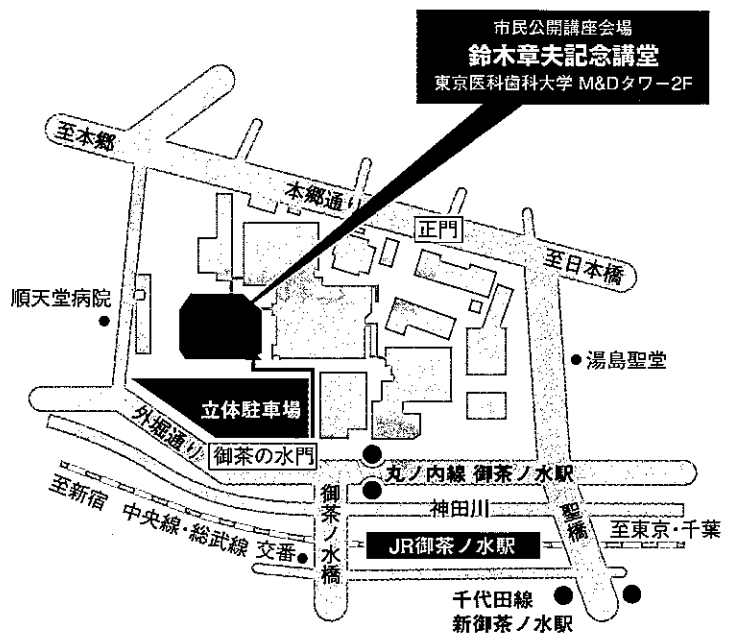 市民公開講座会場
鈴木章夫記念講堂
東京医科歯科大学 M&Dタワー2F
至本郷
本郷通り
正門
至日本橋
順天堂病院
湯島聖堂
立体駐車場
外堀通り
御茶の水門
丸ノ内線 御茶ノ水駅
至新宿
中央線・総武線
交番
御茶ノ水橋
神田川
聖橋
至東京・千葉
JR御茶ノ水駅
千代田線
新御茶ノ水駅